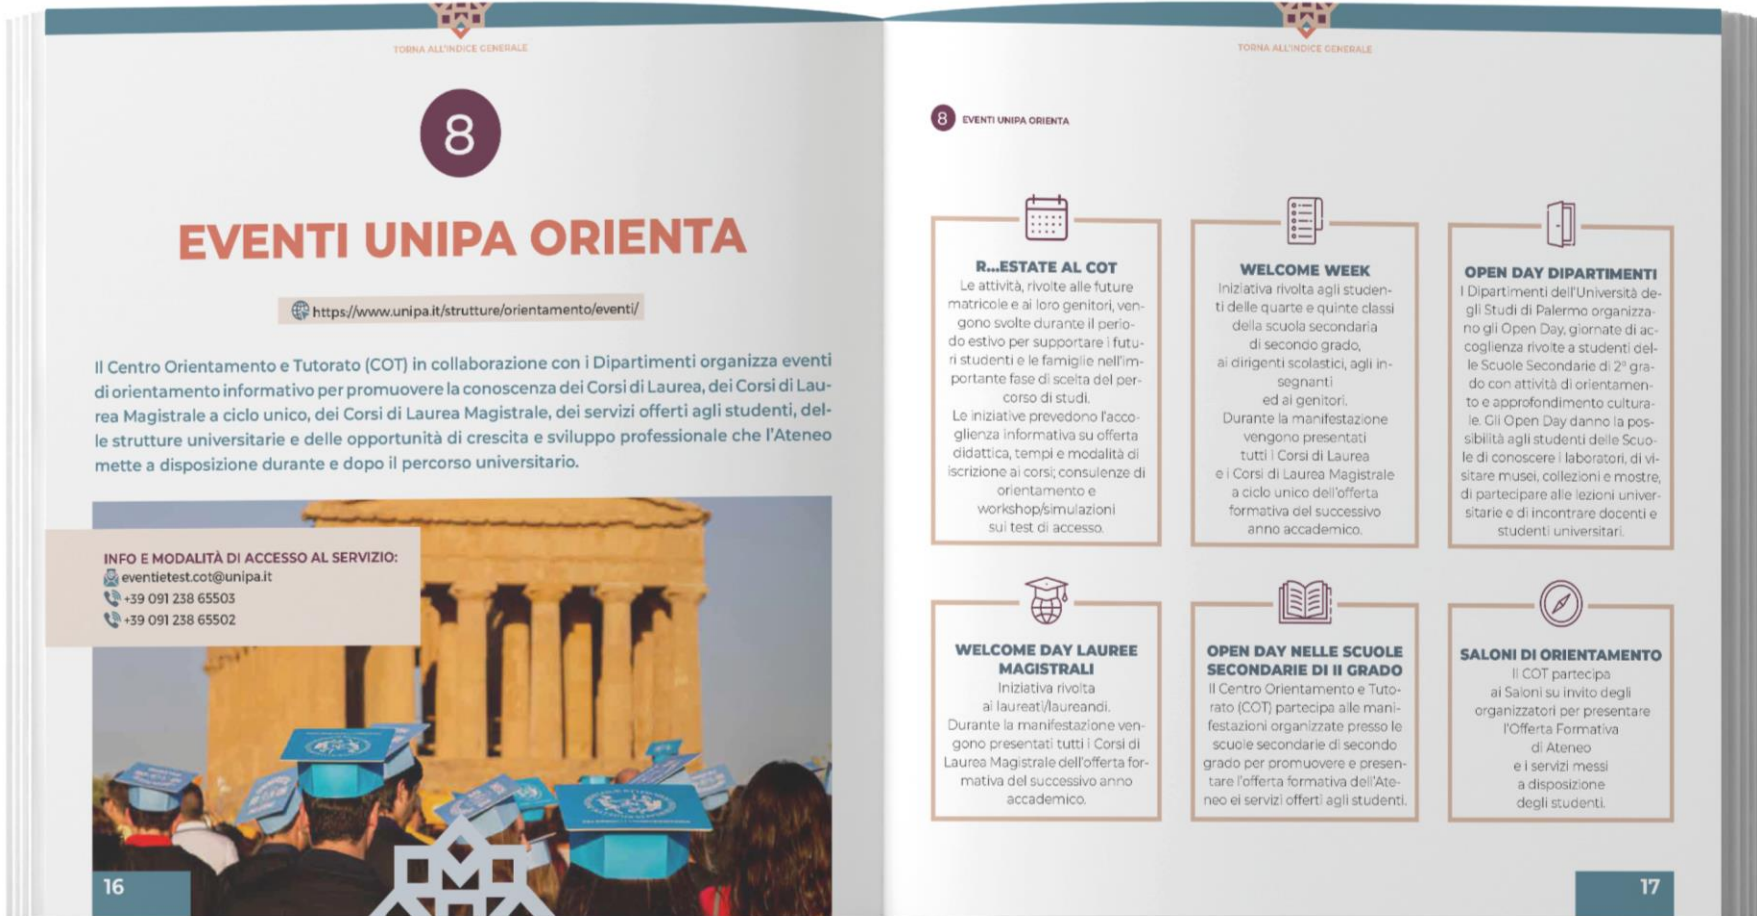 TORNA ALL'INDICE GENERALE
8
EVENTI UNIPA ORIENTA
https://www.unipa.it/strutture/orientamento/eventi/
Il Centro Orientamento e Tutorato (COT) in collaborazione con i Dipartimenti organizza eventi
di orientamento informativo per promuovere la conoscenza dei Corsi di Laurea, dei Corsi di Lau-
rea Magistrale a ciclo unico, dei Corsi di Laurea Magistrale, dei servizi offerti agli studenti, del-
le strutture universitarie e delle opportunità di crescita e sviluppo professionale che l'Ateneo
mette a disposizione durante e dopo il percorso universitario.
INFO E MODALITÀ DI ACCESSO AL SERVIZIO:
eventietest.cot@unipa.it
+39 091 238 65503
+39 091 238 65502
16
TORNA ALL'INDICE GENERALE
8 EVENTI UNIPA ORIENTA
R...ESTATE AL COT
Le attività, rivolte alle future
matricole e ai loro genitori, ven-
gono svolte durante il perio-
do estivo per supportare i futu-
ri studenti e le famiglie nell'im-
portante fase di scelta del per-
corso di studi.
Le iniziative prevedono l'acco-
glienza informativa su offerta
didattica, tempi e modalità di
iscrizione ai corsi; consulenze di
orientamento e
workshop/simulazioni
sui test di accesso.
WELCOME WEEK
Iniziativa rivolta agli studen-
ti delle quarte e quinte classi
della scuola secondaria
di secondo grado,
ai dirigenti scolastici, agli in-
segnanti
ed ai genitori.
Durante la manifestazione
vengono presentati
tutti i Corsi di Laurea
e i Corsi di Laurea Magistrale
a ciclo unico dell'offerta
formativa del successivo
anno accademico.
OPEN DAY DIPARTIMENTI
I Dipartimenti dell'Università de-
gli Studi di Palermo organizza-
no gli Open Day, giornate di ac-
coglienza rivolte a studenti del-
le Scuole Secondarie di 2° gra-
do con attività di orientamen-
to e approfondimento cultura-
le. Gli Open Day danno la pos-
sibilità agli studenti delle Scuo-
le di conoscere i laboratori, di vi-
sitare musei, collezioni e mostre,
di partecipare alle lezioni univer-
sitarie e di incontrare docenti e
studenti universitari.
WELCOME DAY LAUREE
MAGISTRALI
Iniziativa rivolta
ai laureati/laureandi.
Durante la manifestazione ven-
gono presentati tutti i Corsi di
Laurea Magistrale dell'offerta for-
mativa del successivo anno
accademico.
OPEN DAY NELLE SCUOLE
SECONDARIE DI II GRADO
Il Centro Orientamento e Tuto-
rato (COT) partecipa alle mani-
festazioni organizzate presso le
scuole secondarie di secondo
grado per promuovere e presen-
tare l'offerta formativa dell'Ate-
neo ei servizi offerti agli studenti.
SALONI DI ORIENTAMENTO
Il COT partecipa
ai Saloni su invito degli
organizzatori per presentare
l'Offerta Formativa
di Ateneo
e i servizi messi
a disposizione
degli studenti.
17